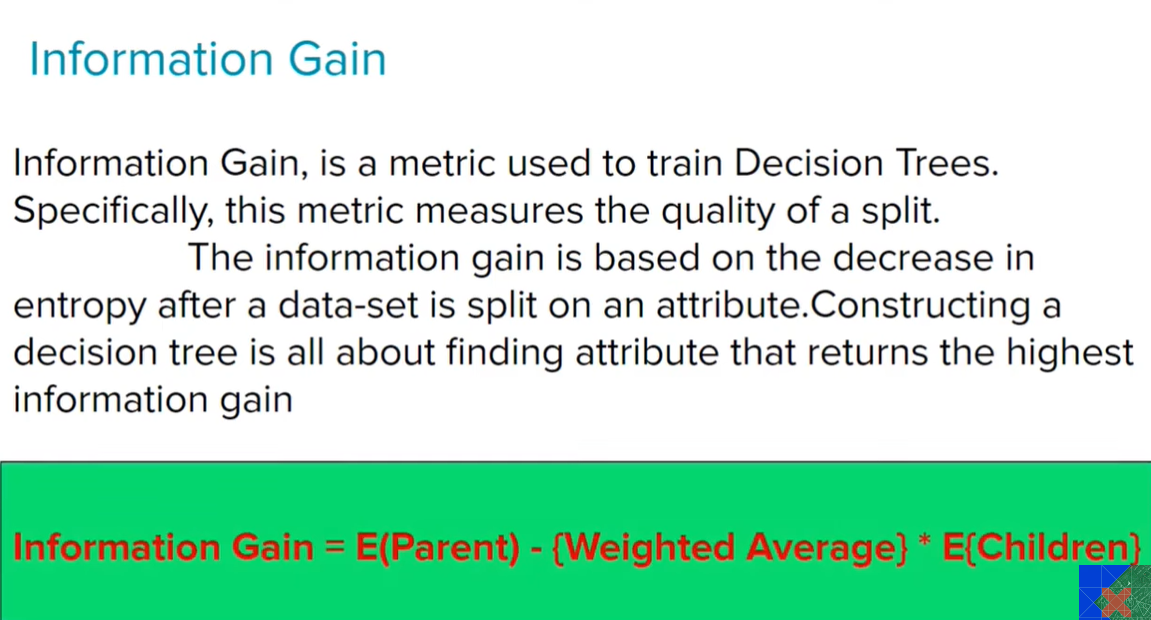 Information Gain
Information Gain, is a metric used to train Decision Trees.
Specifically, this metric measures the quality of a split.
The information gain is based on the decrease in
entropy after a data-set is split on an attribute.Constructing a
decision tree is all about finding attribute that returns the highest
information gain
Information Gain = E(Parent) - {Weighted Average} * E{Children}